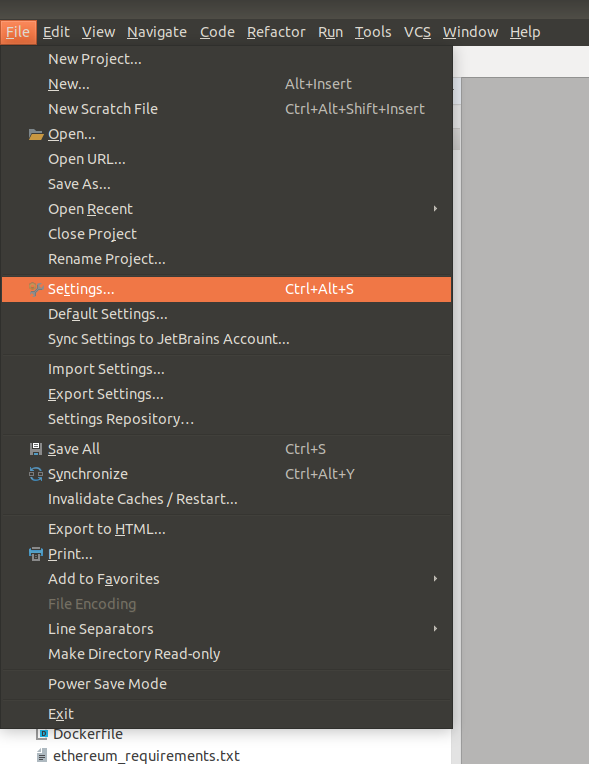 File Edit View Navigate Code Refactor Run Tools VCS Window Help
New Project...
New... Alt+Insert
New Scratch File Ctrl+Alt+Shift+Insert
Open...
Open URL...
Save As...
Open Recent
Close Project
Rename Project...
Settings... Ctrl+Alt+S
Default Settings...
Sync Settings to JetBrains Account...
Import Settings...
Export Settings...
Settings Repository...
Save All Ctrl+S
Synchronize Ctrl+Alt+Y
Invalidate Caches / Restart...
Export to HTML...
Print...
Add to Favorites
File Encoding
Line Separators
Make Directory Read-only
Power Save Mode
Exit
Dockerfile
ethereum_requirements.txt